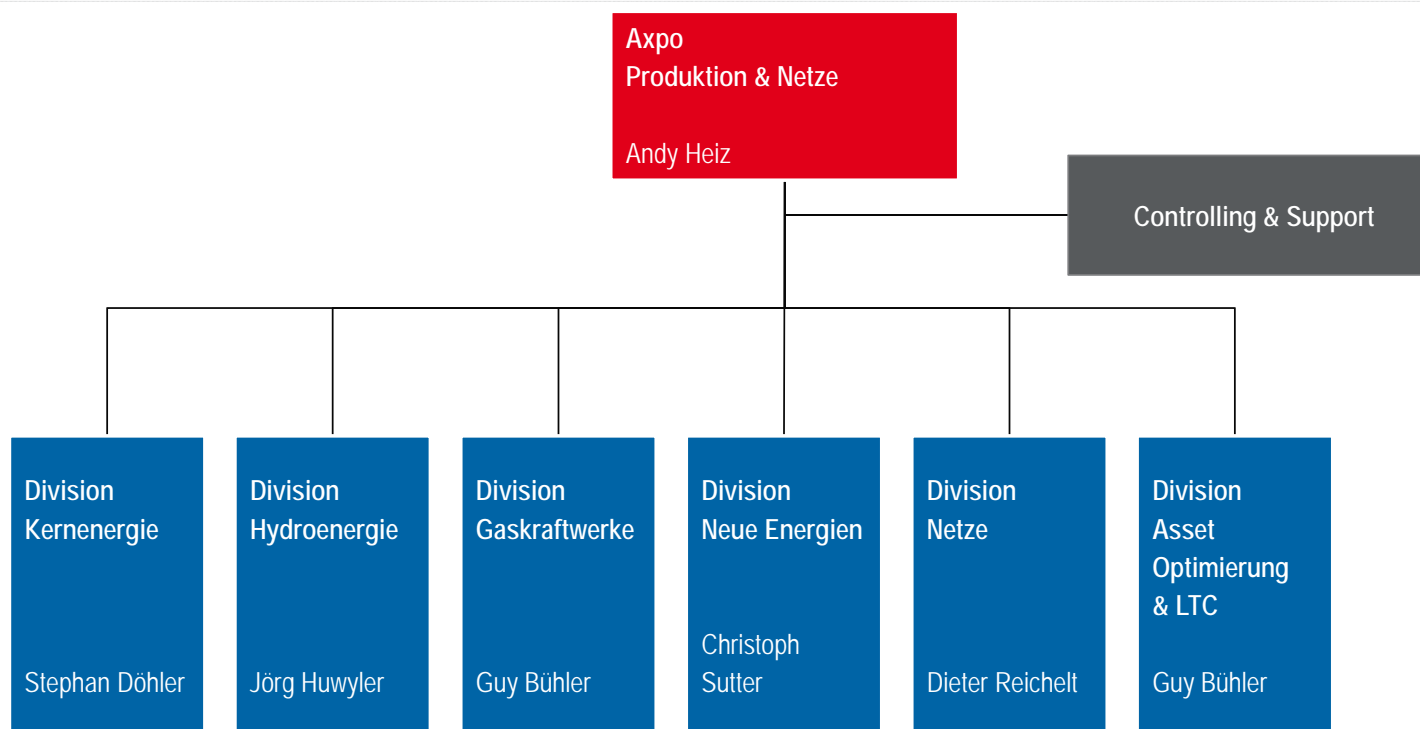 Axpo
Produktion & Netze
Andy Heiz
Controlling & Support
Division
Kernenergie
Stephan Döhler
Division
Hydroenergie
Jörg Huwyler
Division
Gaskraftwerke
Guy Bühler
Division
Neue Energien
Christoph
Sutter
Division
Netze
Dieter Reichelt
Division
Asset
Optimierung
& LTC
Guy Bühler